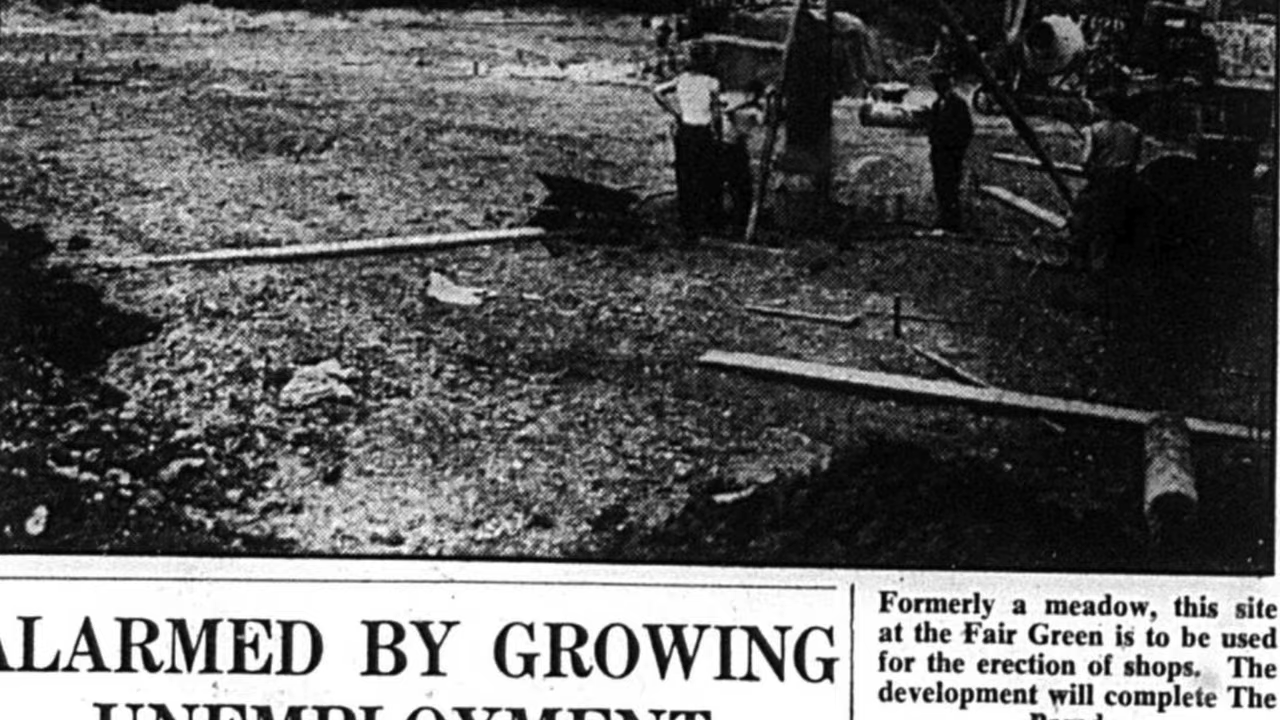 ALARMED BY GROWING
UNEMPLOYMENT
Formerly a meadow, this site
at the Fair Green is to be used
for the erection of shops. The
development will complete The